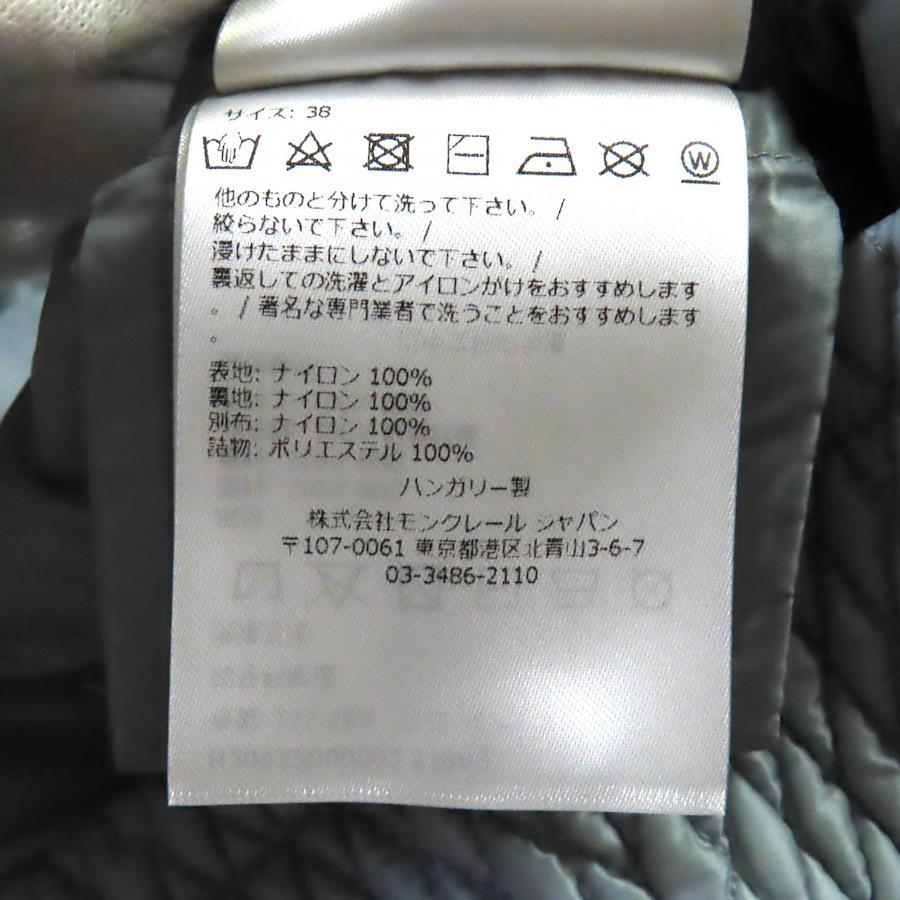 サイズ: 38
W
他のものと分けて洗って下さい。 /
絞らないで下さい。 /
浸けたままにしないで下さい。 /
裏返しての洗濯とアイロンがけをおすすめします
。 / 著名な専門業者で洗うことをおすすめします
。
表地: ナイロン 100%
裏地: ナイロン 100%
別布: ナイロン 100%
詰物: ポリエステル 100%
ハンガリー製
株式会社モンクレール ジャパン
〒107-0061 東京都港区北青山3-6-7
03-3486-2110